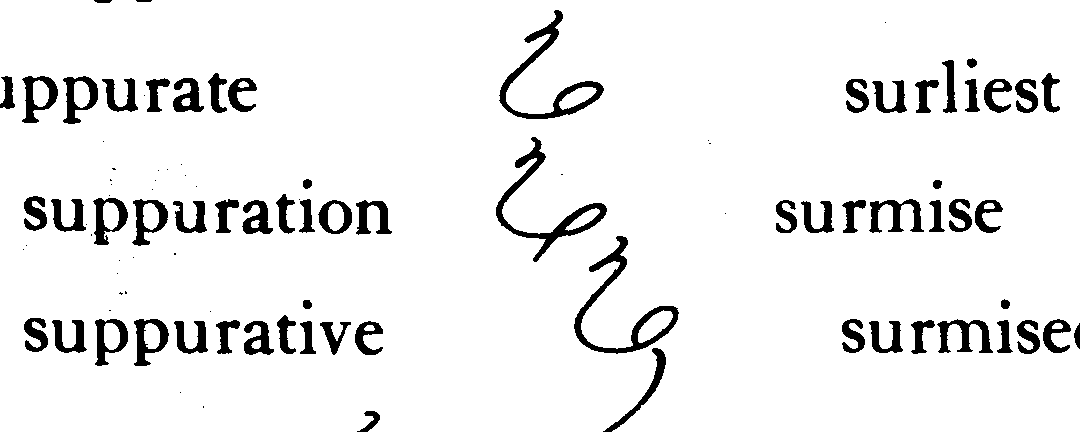 uppurate surliest
suppuration surmise
suppurative surmise